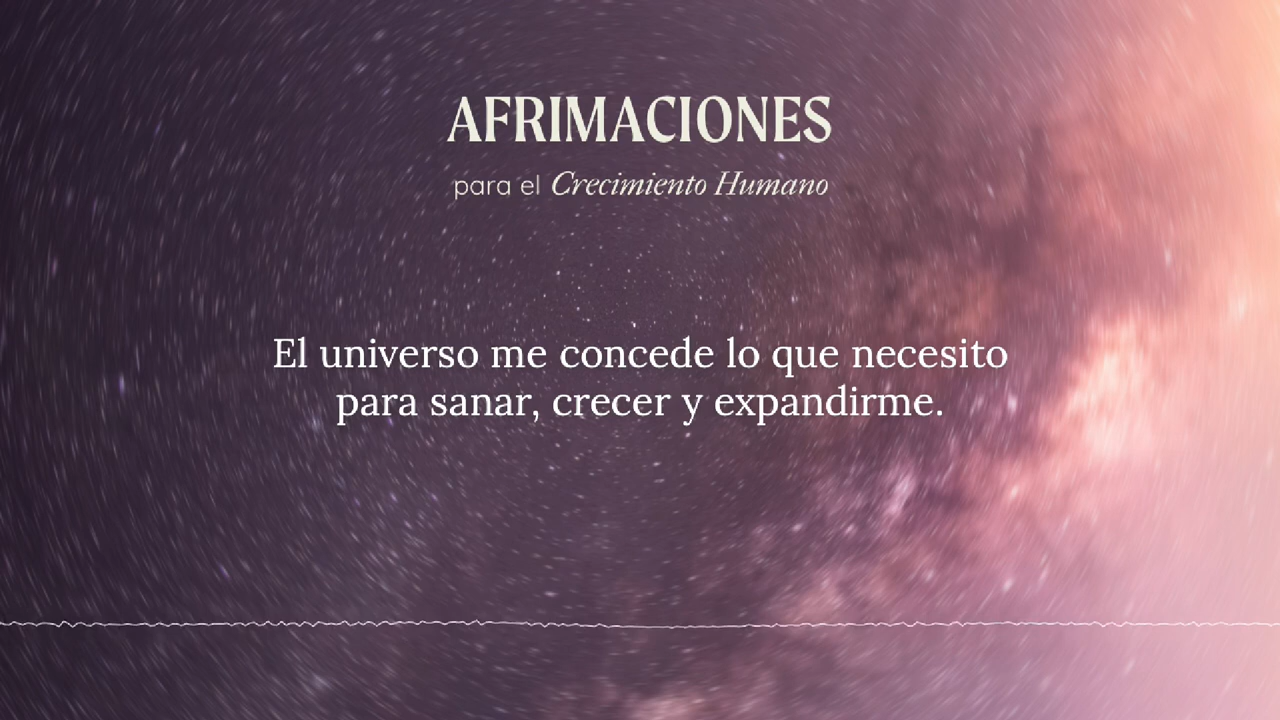 AFRIMACIONES
para el Crecimiento Humano
El universo me concede lo que necesito
para sanar, crecer y expandirme.